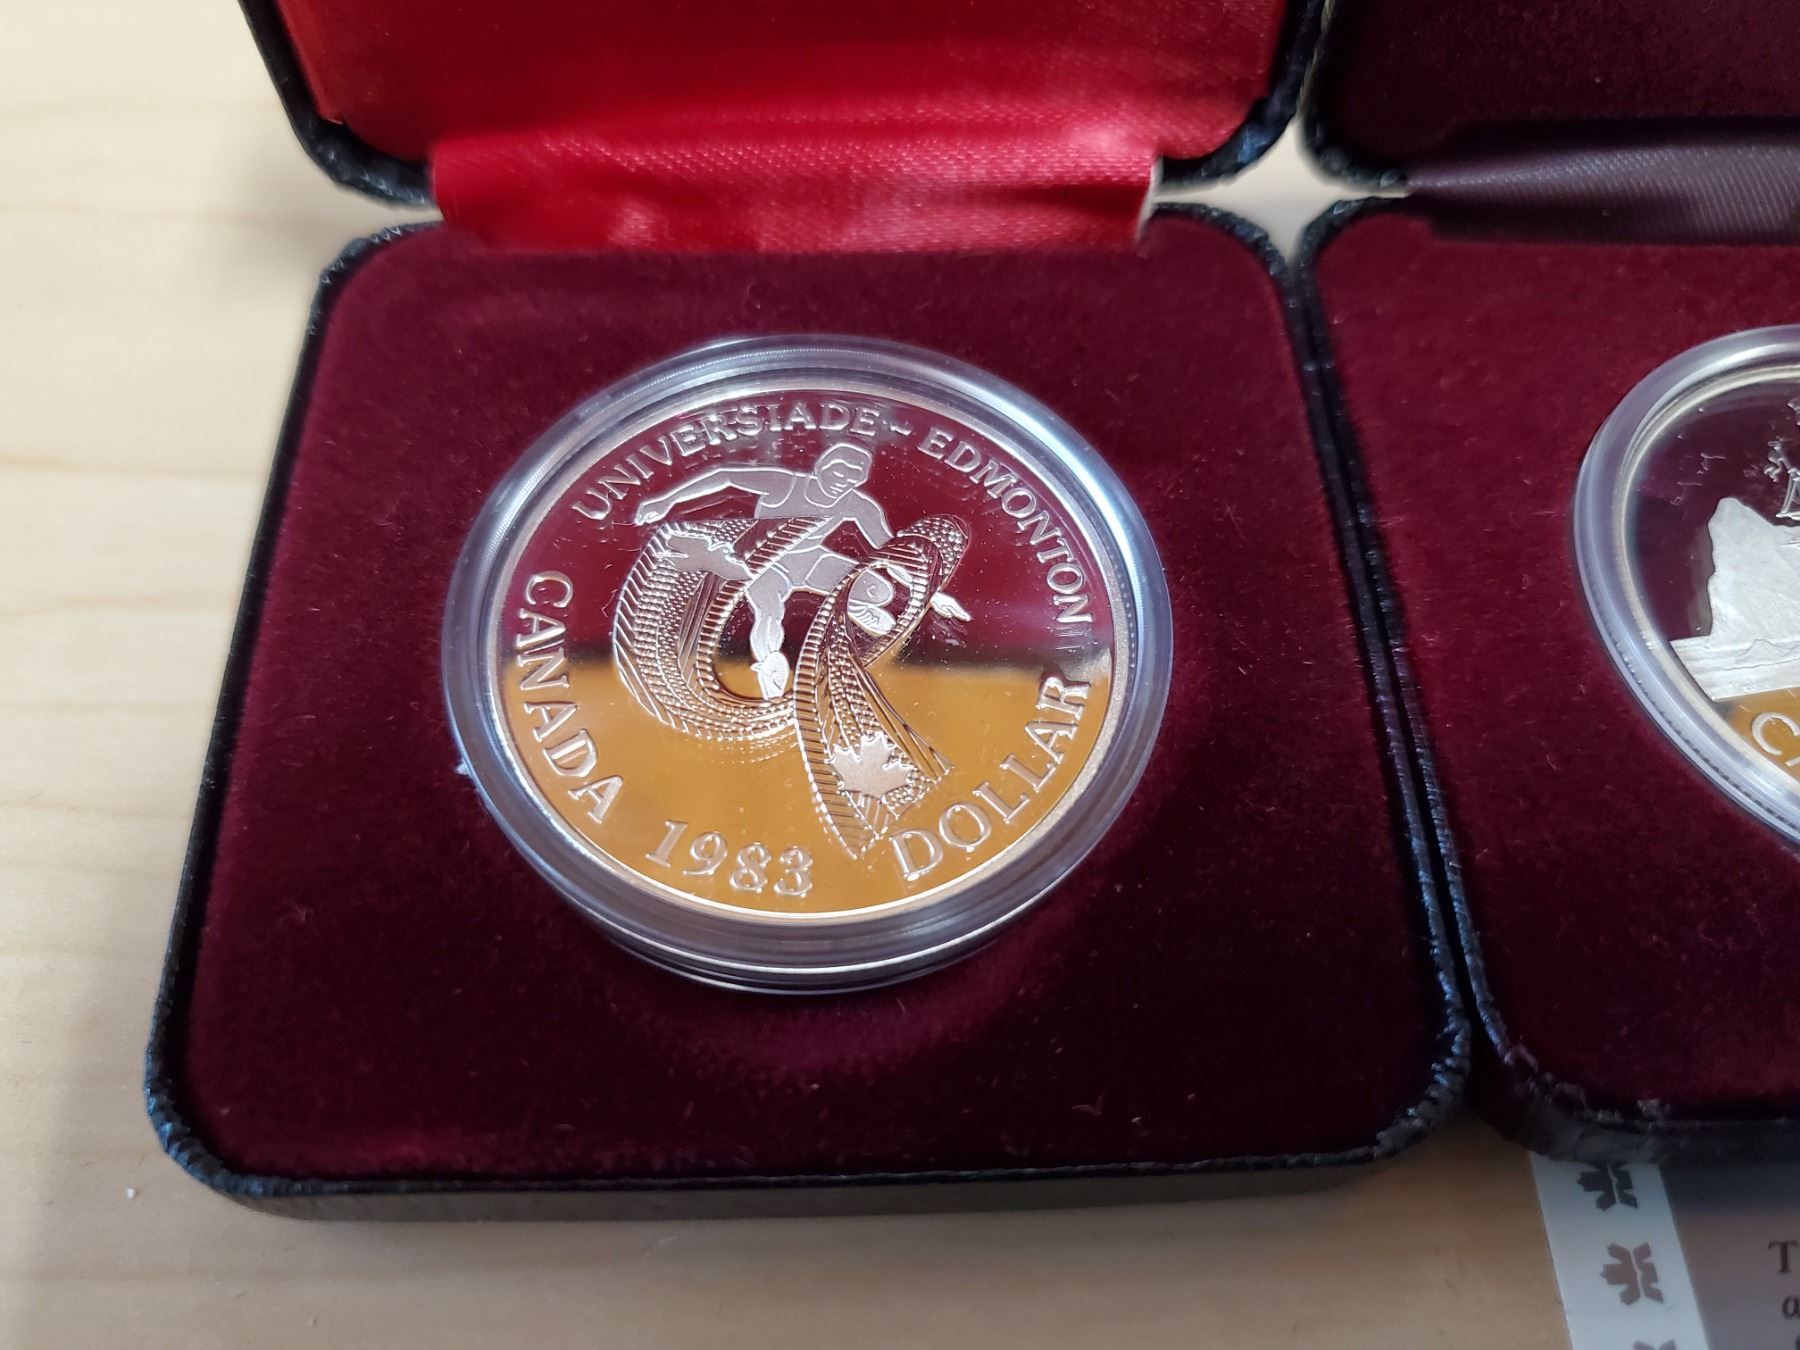 UNIVERSIADE ~ EDMONTON
CANADA 1983 DOLLAR